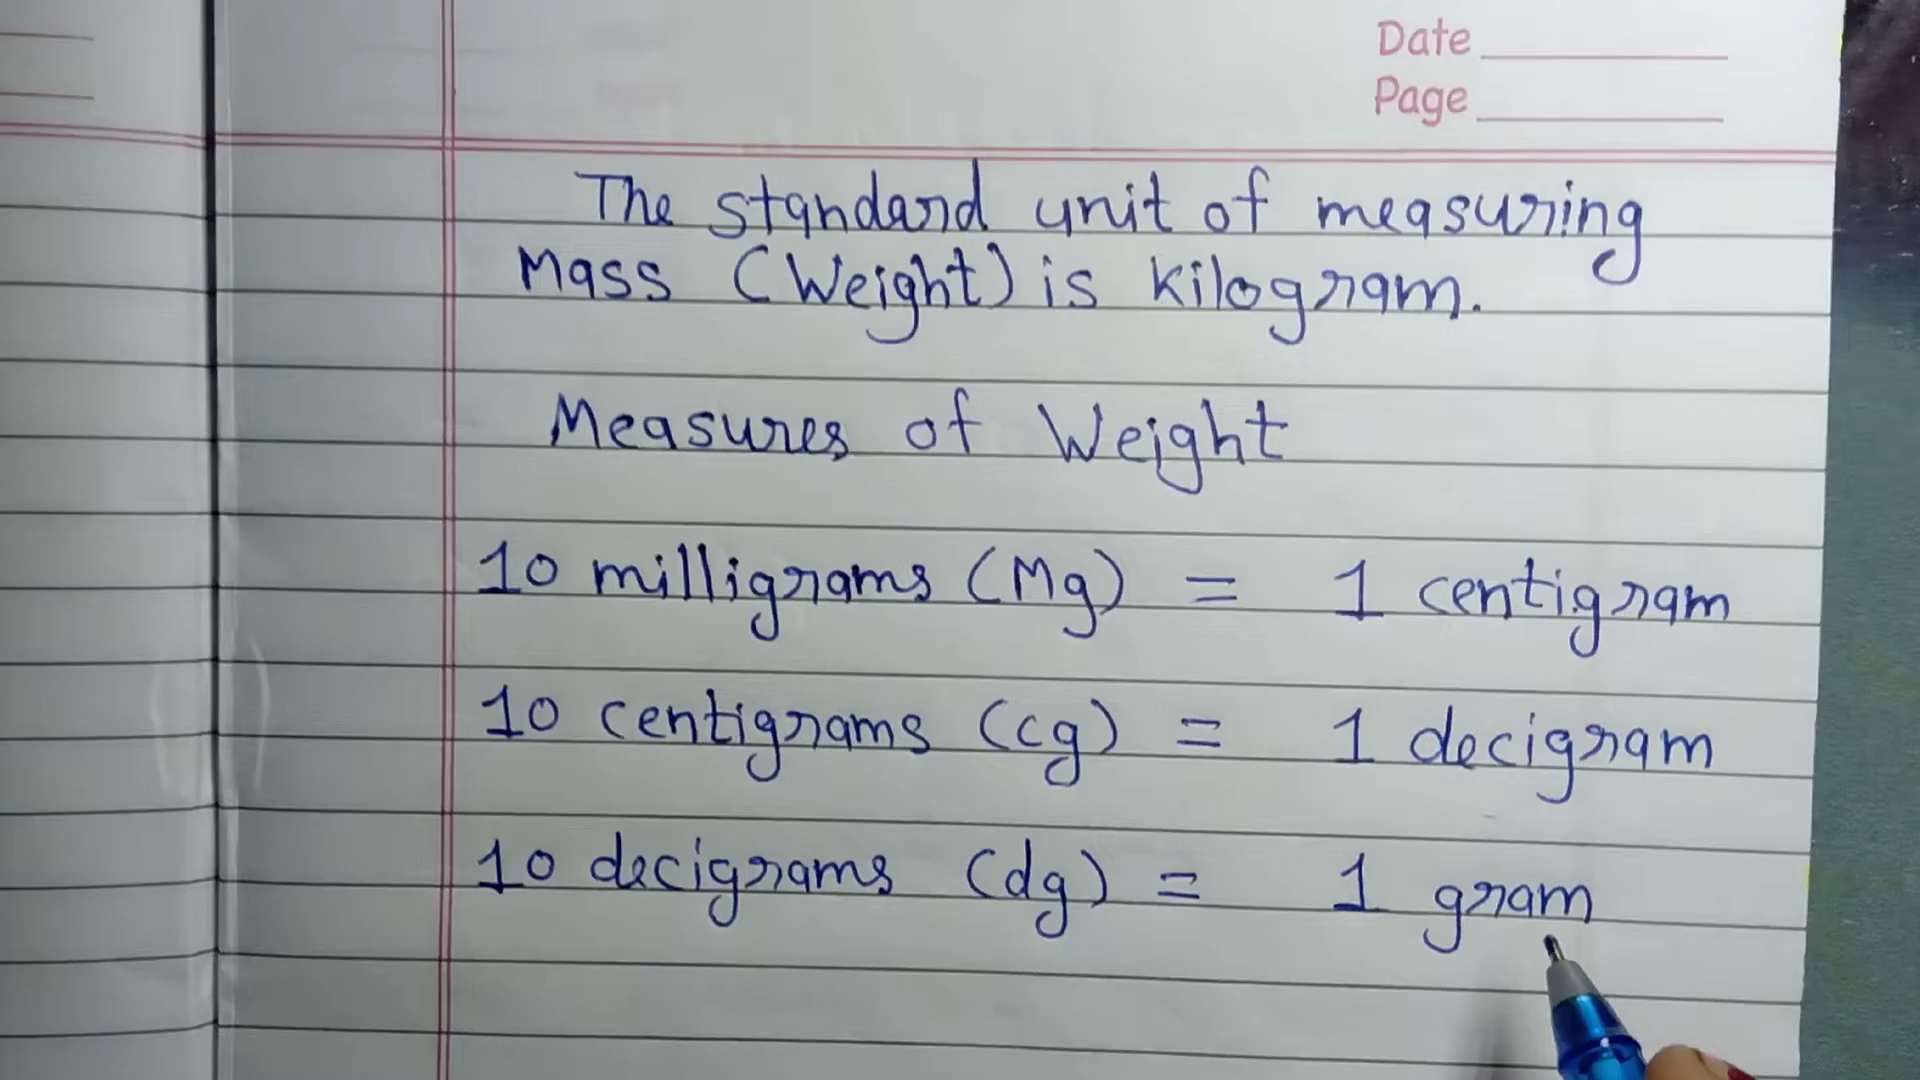 Date
Page
The standard unit of measuring
Mass (Weight) is kilogram.
Measures of Weight
10 milligrams (Mg) = 1 centigram
10 centigrams (cg) = 1 decigram
10 decigrams (dg) = 1 gram